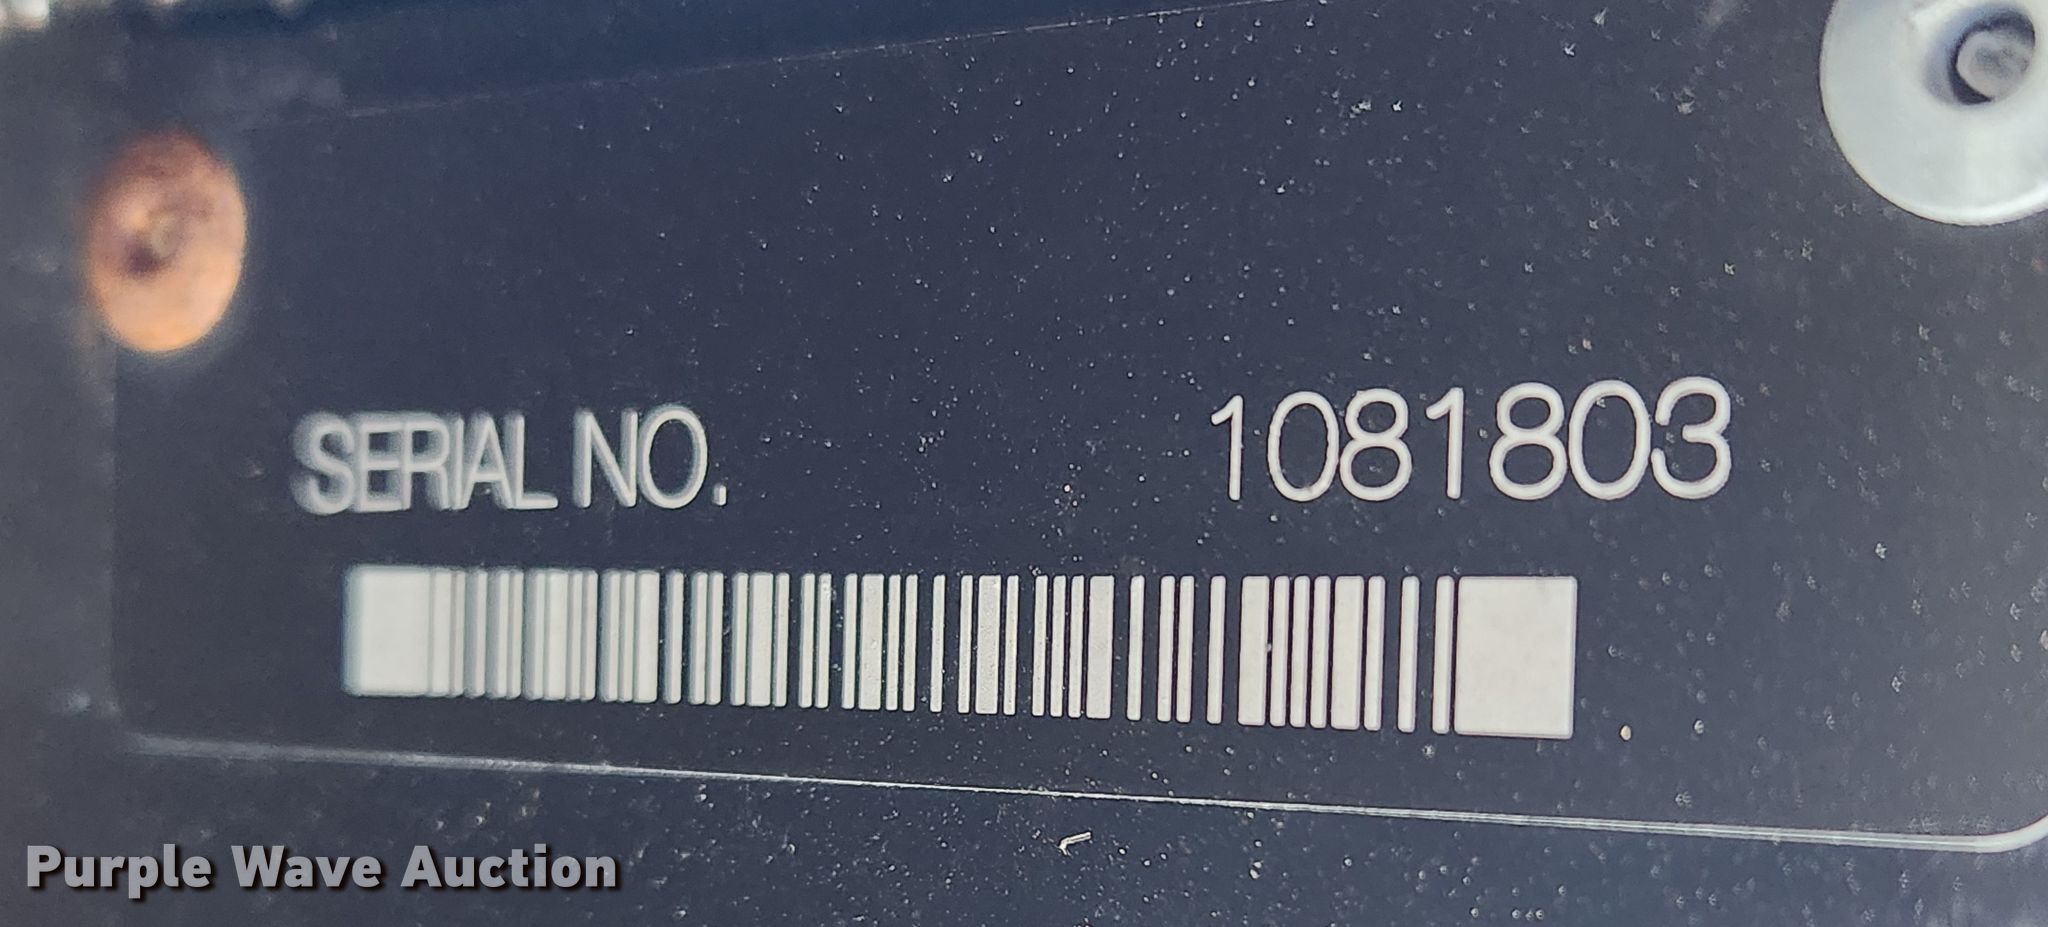 SERIAL NO. 1081803
Purple Wave Auction